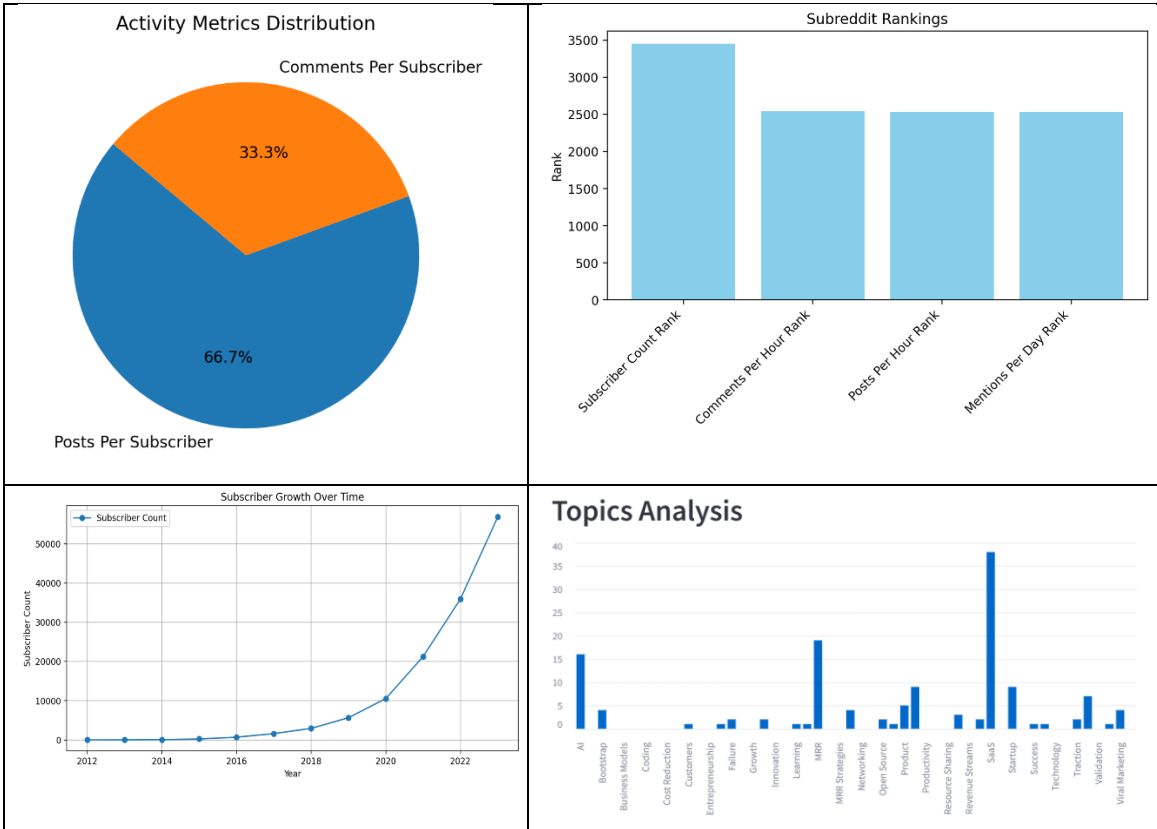 Activity Metrics Distribution
Comments Per Subscriber
33.3%
66.7%
Posts Per Subscriber
Subreddit Rankings
Rank
3500
3000
2500
2000
1500
1000
500
0
Subscriber Count Rank
Comments Per Hour Rank
Posts Per Hour Rank
Mentions Per Day Rank
Subscriber Growth Over Time
Subscriber Count
Subscriber Count
50000
40000
30000
20000
10000
0
2012
2014
2016
2018
2020
2022
Year
Topics Analysis
40
35
30
25
20
15
10
5
0
AI
Bootstrap
Business Models
Coding
Cost Reduction
Customers
Entrepreneurship
Failure
Growth
Innovation
Learning
MRR
MRR Strategies
Networking
Open Source
Product
Productivity
Resource Sharing
Revenue Streams
SaaS
Startup
Success
Technology
Traction
Validation
Viral Marketing